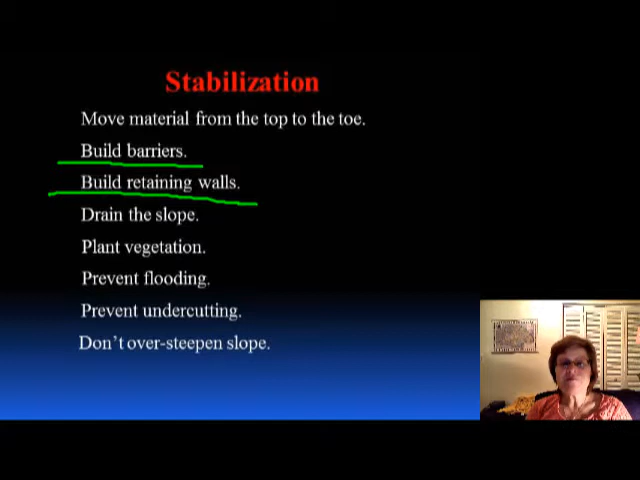 Stabilization
Move material from the top to the toe.
Build barriers.
Build retaining walls.
Drain the slope.
Plant vegetation.
Prevent flooding.
Prevent undercutting.
Don't over-steepen slope.